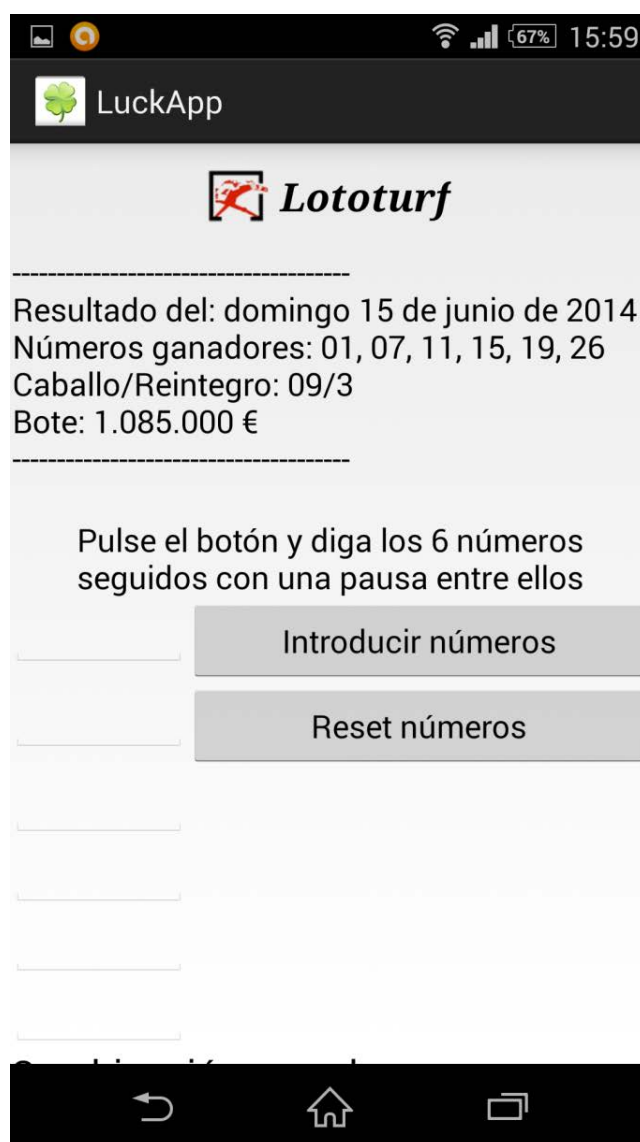 67% 15:59
LuckApp
Lototurf
--------------------------------------
Resultado del: domingo 15 de junio de 2014
Números ganadores: 01, 07, 11, 15, 19, 26
Caballo/Reintegro: 09/3
Bote: 1.085.000 €
--------------------------------------
Pulse el botón y diga los 6 números
seguidos con una pausa entre ellos
Introducir números
Reset números